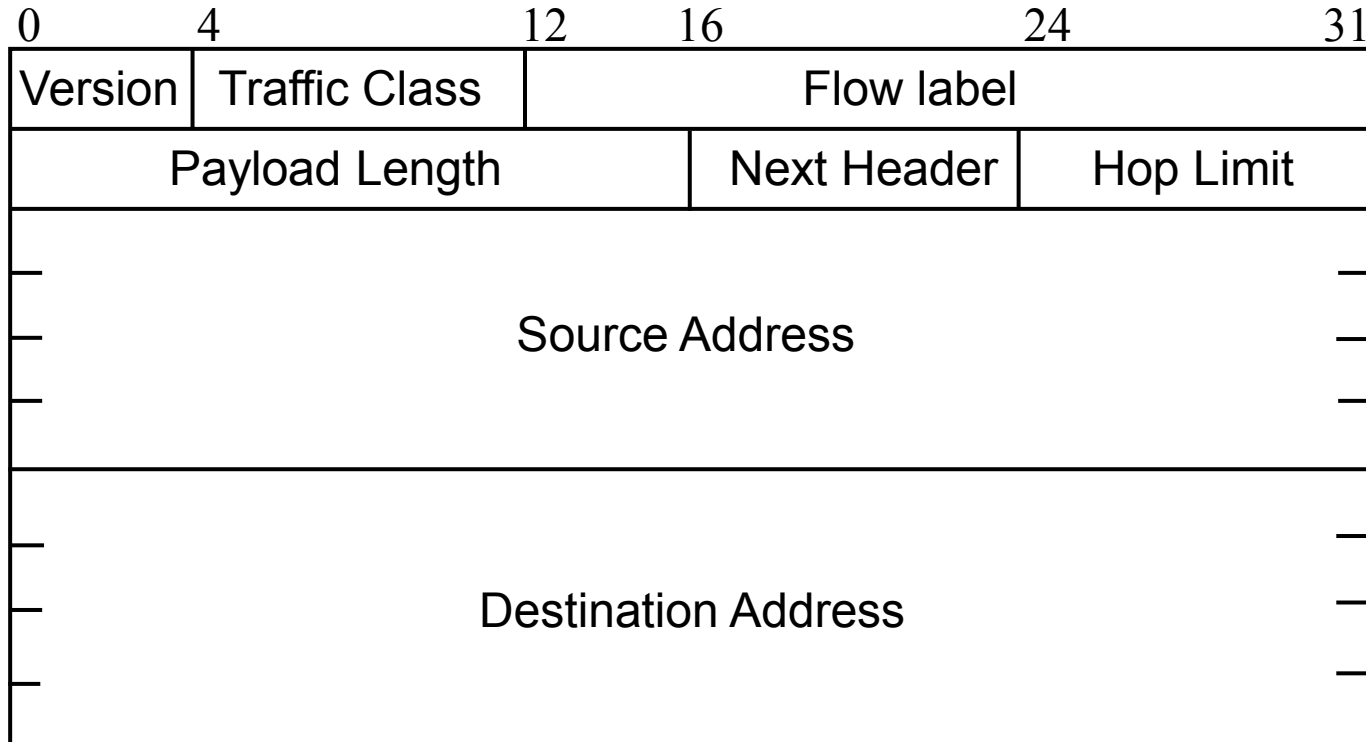 0 4 12 16 24 31
Version Traffic Class Flow label
Payload Length Next Header Hop Limit
Source Address
Destination Address